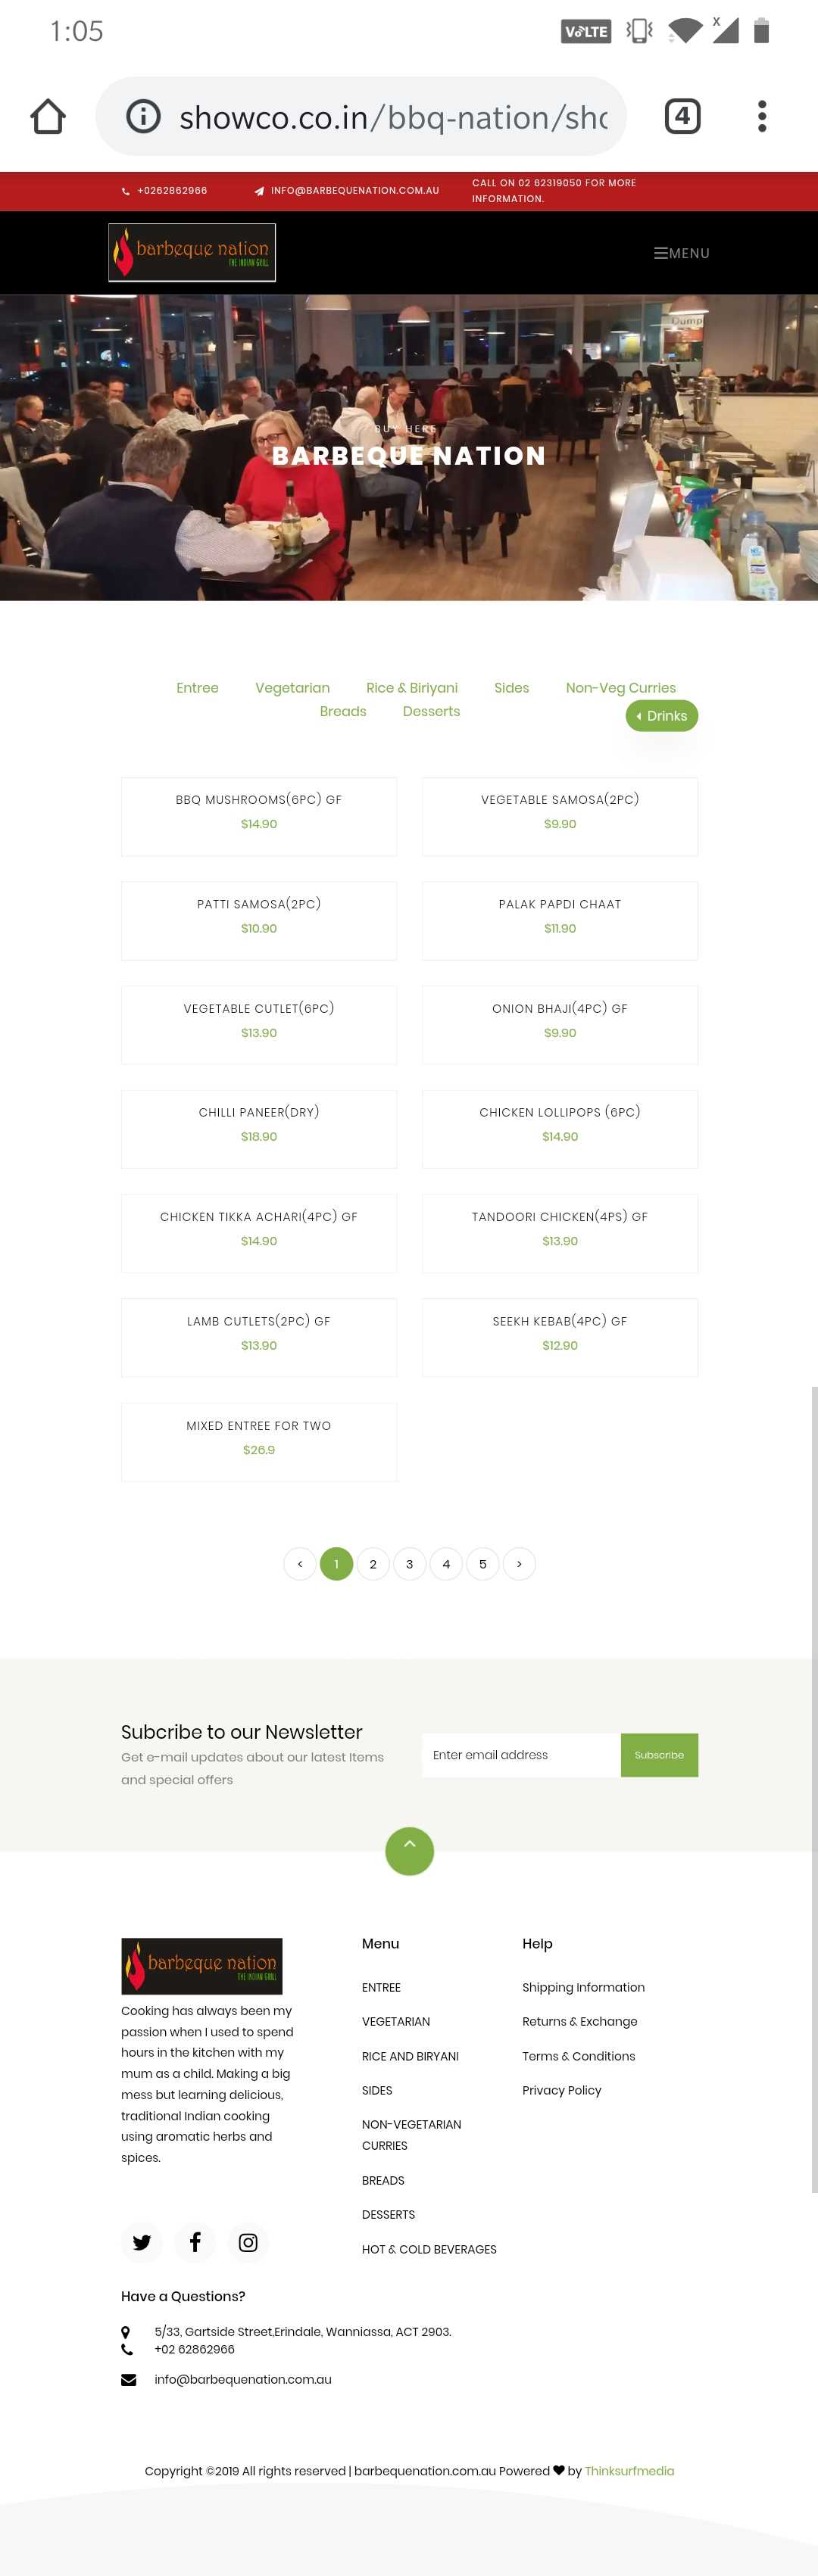 1:05
VoLTE
X
showco.co.in/bbq-nation/sho
4
+0262862966
INFO@BARBEQUENATION.COM.AU
CALL ON 02 62319050 FOR MORE
INFORMATION.
barbeque nation
THE INDIAN GRILL
MENU
Dump
BUY HERE
BARBEQUE NATION
Entree Vegetarian Rice & Biriyani Sides Non-Veg Curries
Breads Desserts Drinks
BBQ MUSHROOMS(6PC) GF
$14.90
VEGETABLE SAMOSA(2PC)
$9.90
PATTI SAMOSA(2PC)
$10.90
PALAK PAPDI CHAAT
$11.90
VEGETABLE CUTLET(6PC)
$13.90
ONION BHAJI(4PC) GF
$9.90
CHILLI PANEER(DRY)
$18.90
CHICKEN LOLLIPOPS (6PC)
$14.90
CHICKEN TIKKA ACHARI(4PC) GF
$14.90
TANDOORI CHICKEN(4PS) GF
$13.90
LAMB CUTLETS(2PC) GF
$13.90
SEEKH KEBAB(4PC) GF
$12.90
MIXED ENTREE FOR TWO
$26.9
< 1 2 3 4 5 >
Subcribe to our Newsletter
Get e-mail updates about our latest Items
and special offers
Enter email address
Subscribe
barbeque nation
THE INDIAN GRILL
Cooking has always been my
passion when I used to spend
hours in the kitchen with my
mum as a child. Making a big
mess but learning delicious,
traditional Indian cooking
using aromatic herbs and
spices.
Menu
ENTREE
VEGETARIAN
RICE AND BIRYANI
SIDES
NON-VEGETARIAN
CURRIES
BREADS
DESSERTS
HOT & COLD BEVERAGES
Help
Shipping Information
Returns & Exchange
Terms & Conditions
Privacy Policy
Have a Questions?
5/33, Gartside Street,Erindale, Wanniassa, ACT 2903.
+02 62862966
info@barbequenation.com.au
Copyright ©2019 All rights reserved | barbequenation.com.au Powered ♥ by Thinksurfmedia